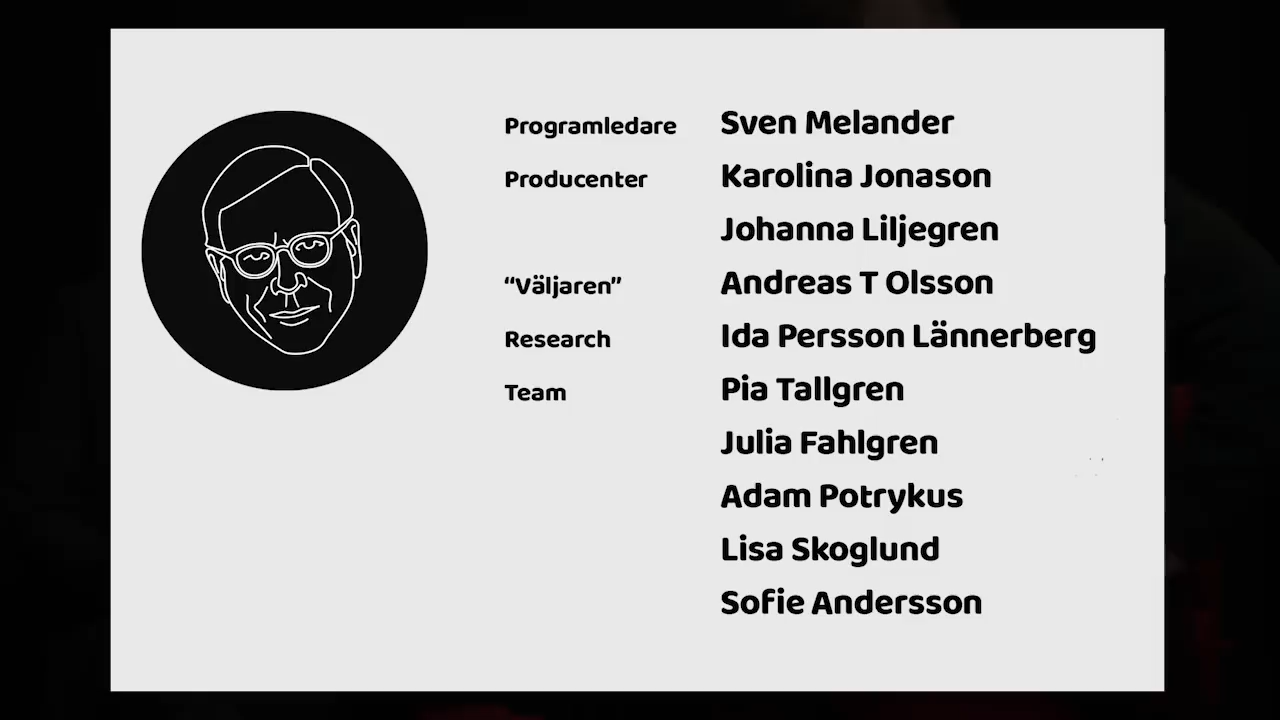 Programledare Sven Melander
Producenter Karolina Jonason
Johanna Liljegren
“Väljaren” Andreas T Olsson
Research Ida Persson Lännerberg
Team Pia Tallgren
Julia Fahlgren
Adam Potrykus
Lisa Skoglund
Sofie Andersson